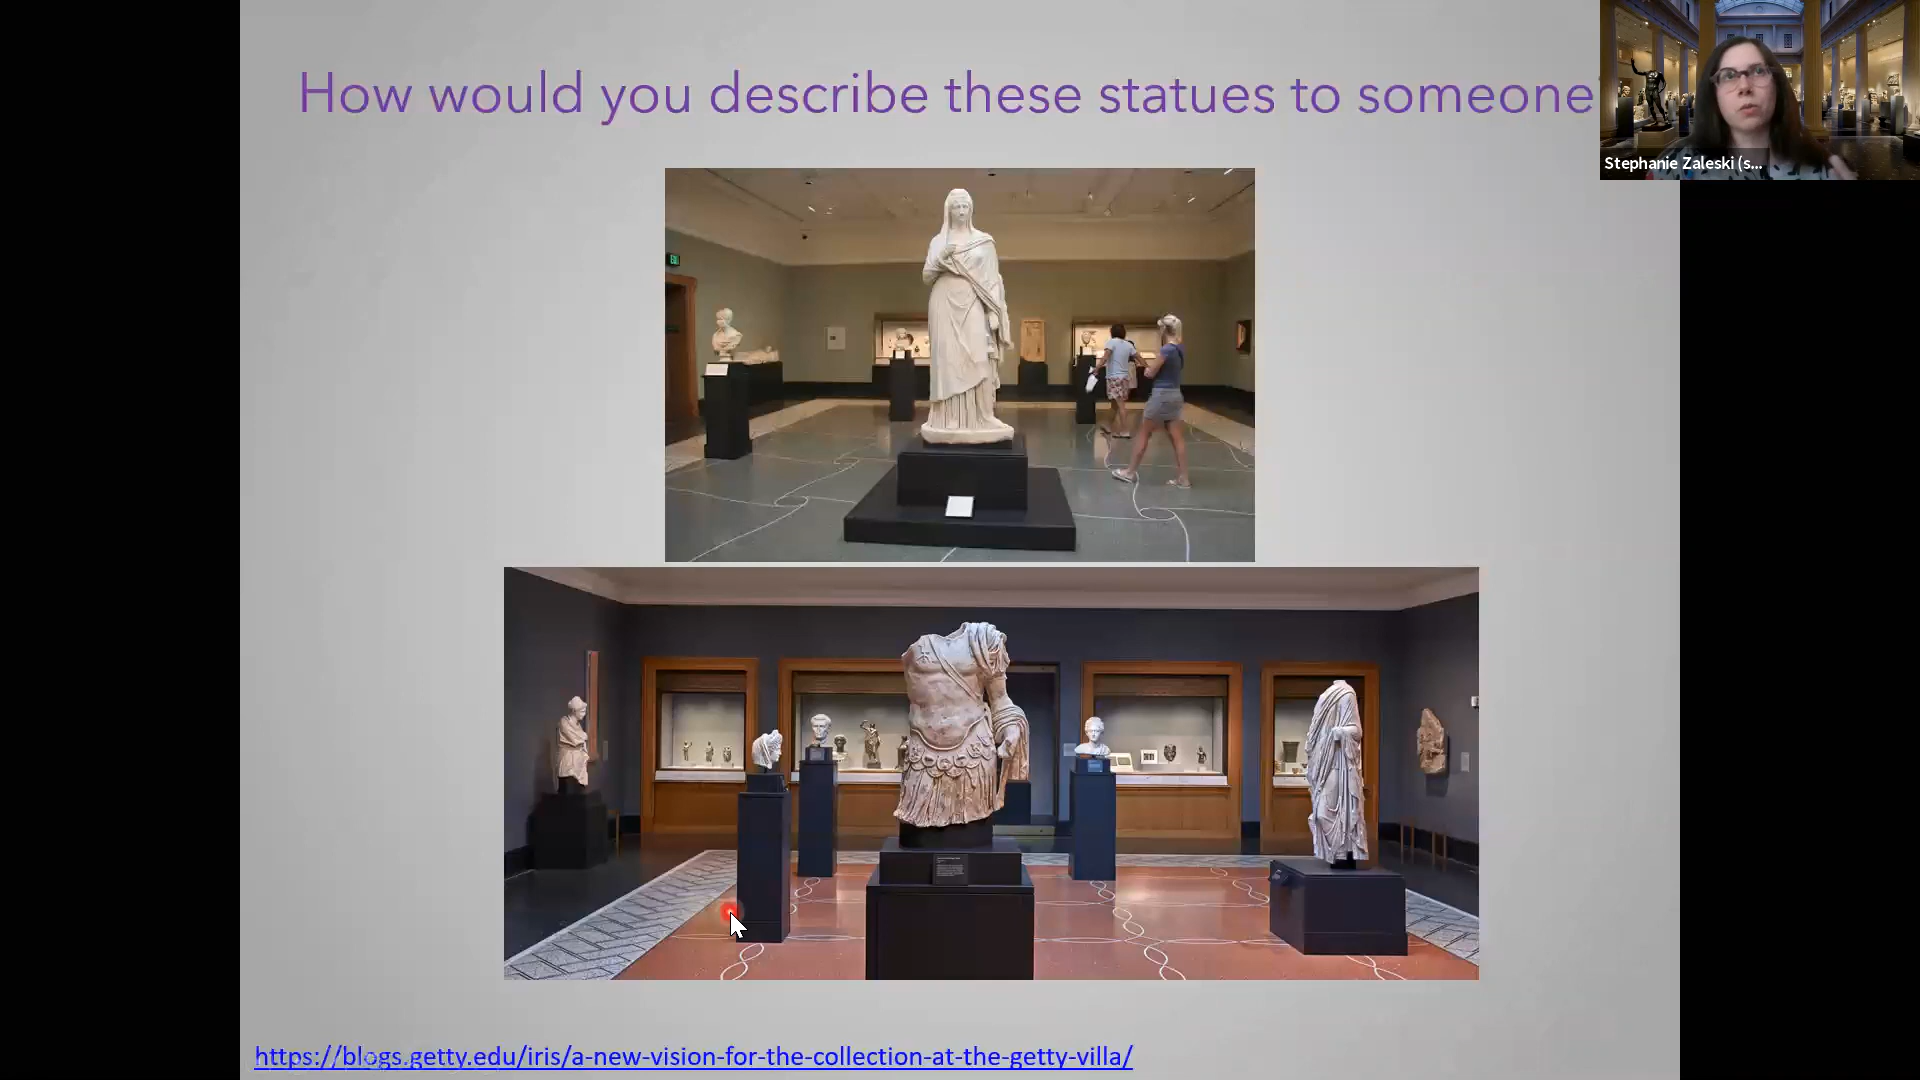 How would you describe these statues to someone
Stephanie Zaleski (s...
https://blogs.getty.edu/iris/a-new-vision-for-the-collection-at-the-getty-villa/